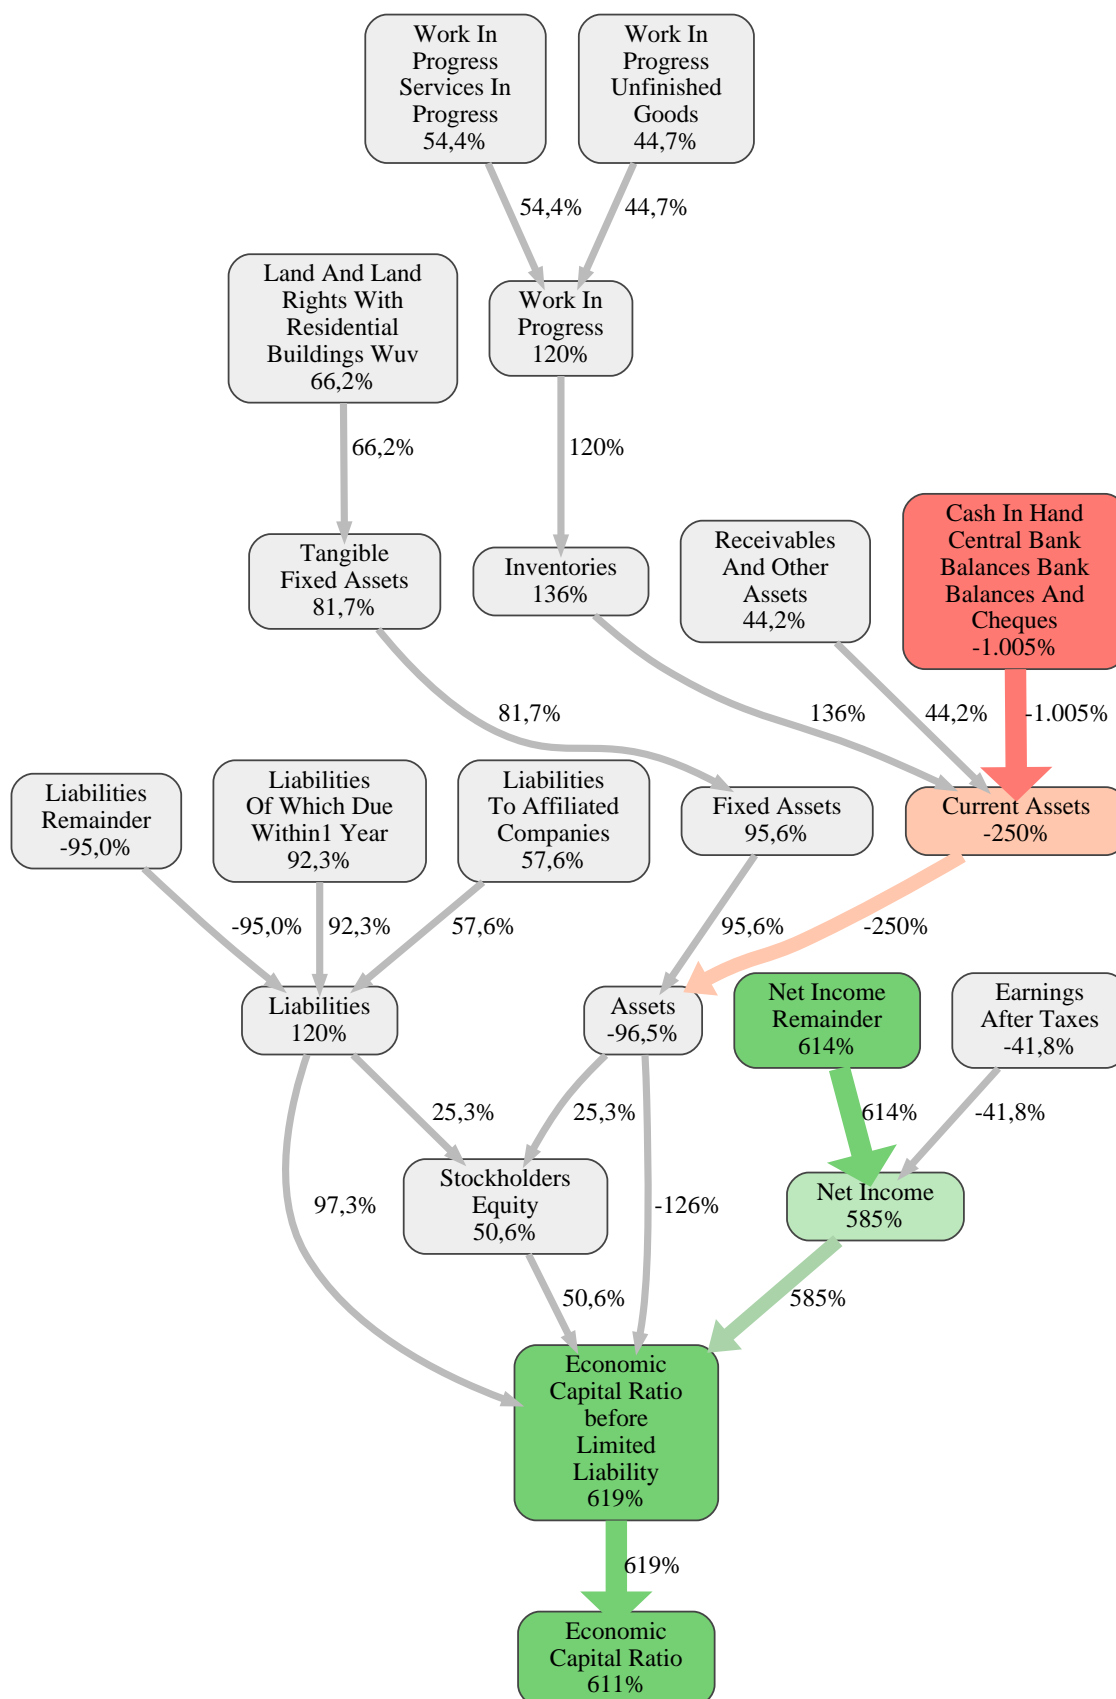 Work In
Progress
Services In
Progress
54,4%
Work In
Progress
Unfinished
Goods
44,7%
54,4%
44,7%
Land And Land
Rights With
Residential
Buildings Wuv
66,2%
Work In
Progress
120%
66,2%
120%
Tangible
Fixed Assets
81,7%
Inventories
136%
Receivables
And Other
Assets
44,2%
Cash In Hand
Central Bank
Balances Bank
Balances And
Cheques
-1.005%
81,7%
136%
44,2%
-1.005%
Liabilities
Remainder
-95,0%
Liabilities
Of Which Due
Within1 Year
92,3%
Liabilities
To Affiliated
Companies
57,6%
Fixed Assets
95,6%
Current Assets
-250%
-95,0%
92,3%
57,6%
95,6%
-250%
Liabilities
120%
Assets
-96,5%
Net Income
Remainder
614%
Earnings
After Taxes
-41,8%
25,3%
25,3%
614%
-41,8%
97,3%
Stockholders
Equity
50,6%
-126%
Net Income
585%
50,6%
585%
Economic
Capital Ratio
before
Limited
Liability
619%
619%
Economic
Capital Ratio
611%